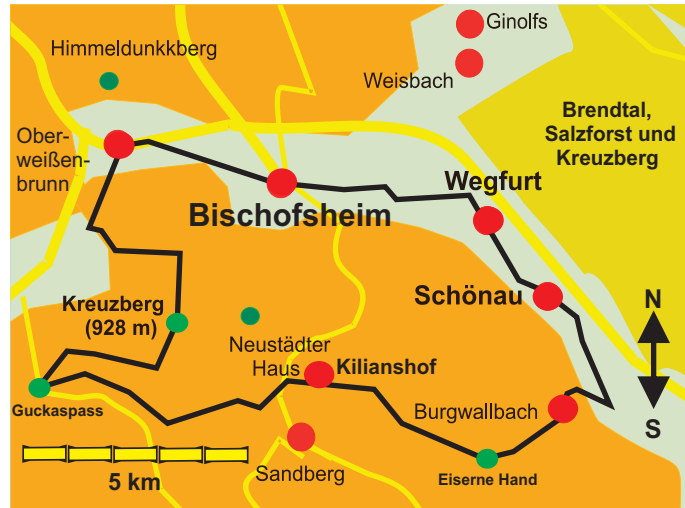 Ginolfs
Himmeldunkkberg
Weisbach
Brendtal,
Salzforst und
Kreuzberg
Ober-
weißen-
brunn
Wegfurt
Bischofsheim
Schönau
N
Kreuzberg
(928 m)
Neustädter
Haus
Kilianshof
Guckaspass
Burgwallbach
S
Sandberg
Eiserne Hand
5 km